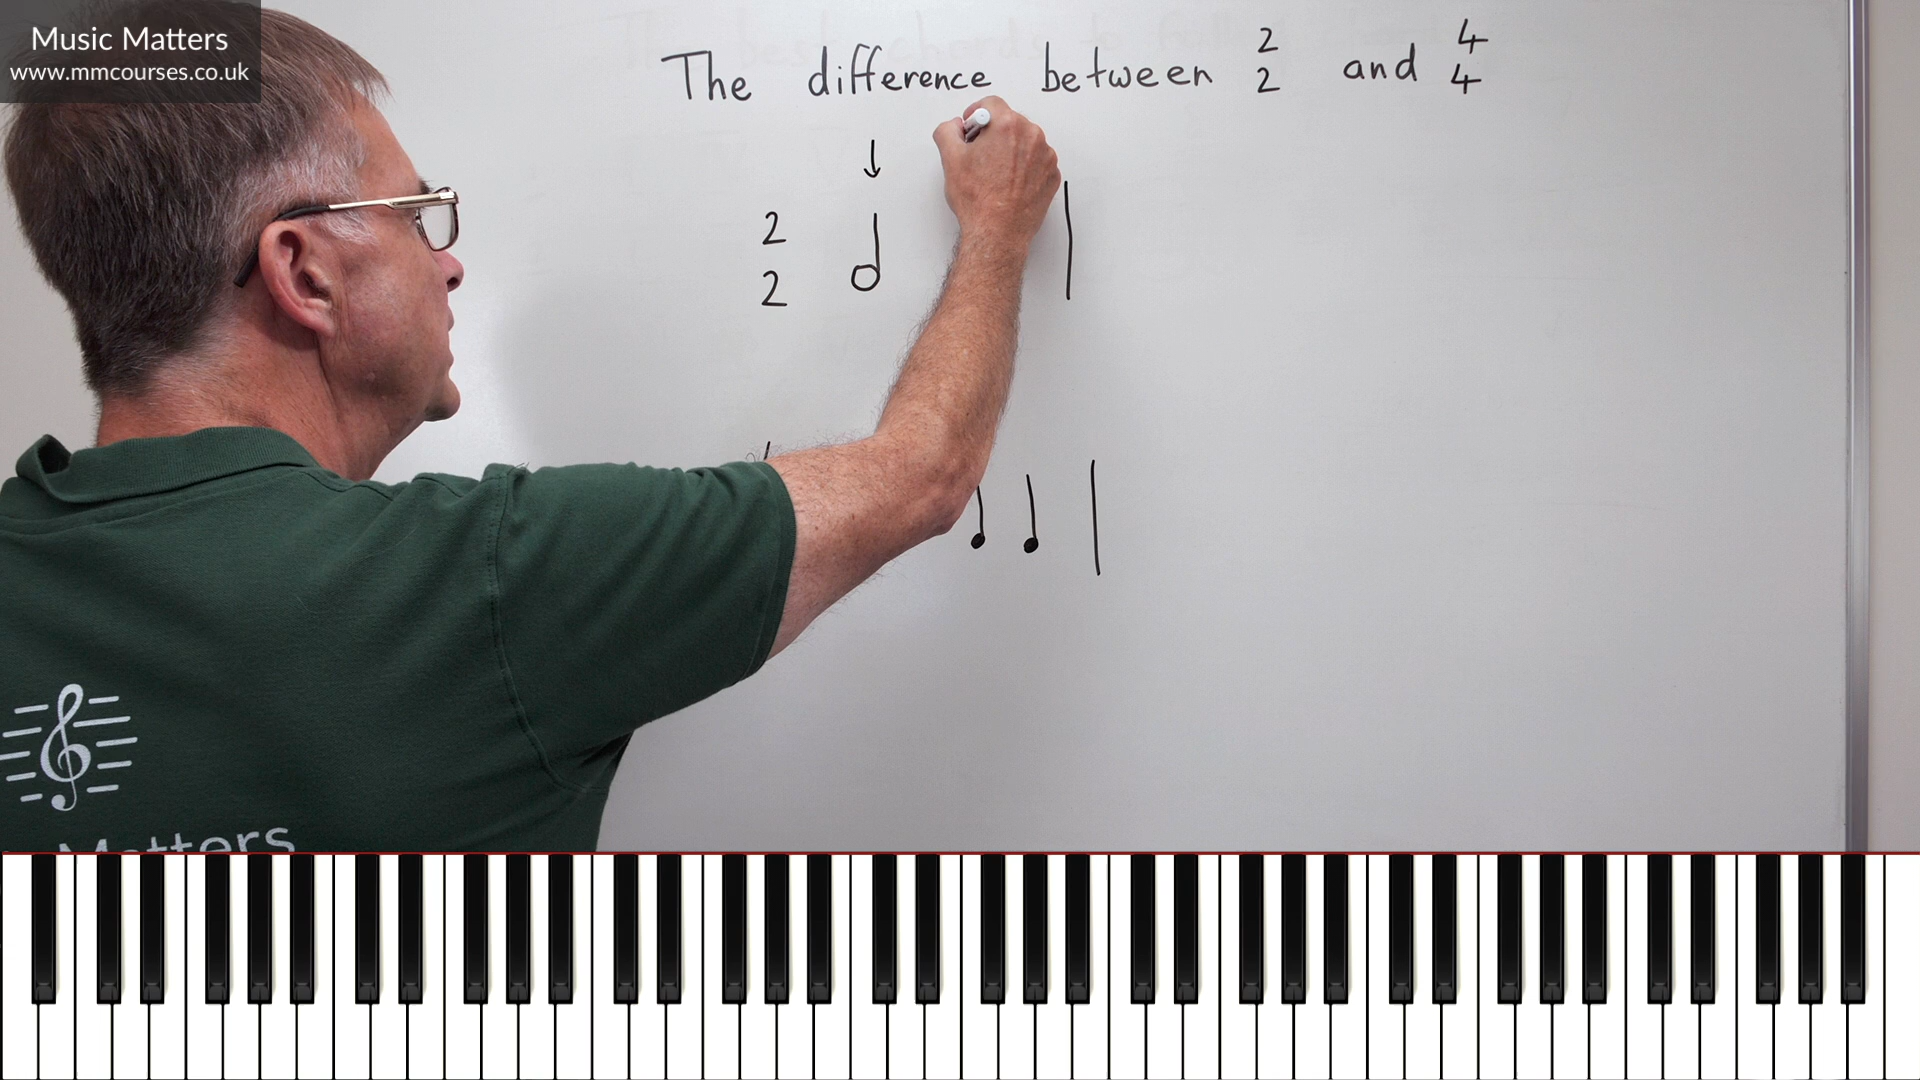 Music Matters
www.mmcourses.co.uk
The difference between 2/2 and 4/4
2
2
Matters